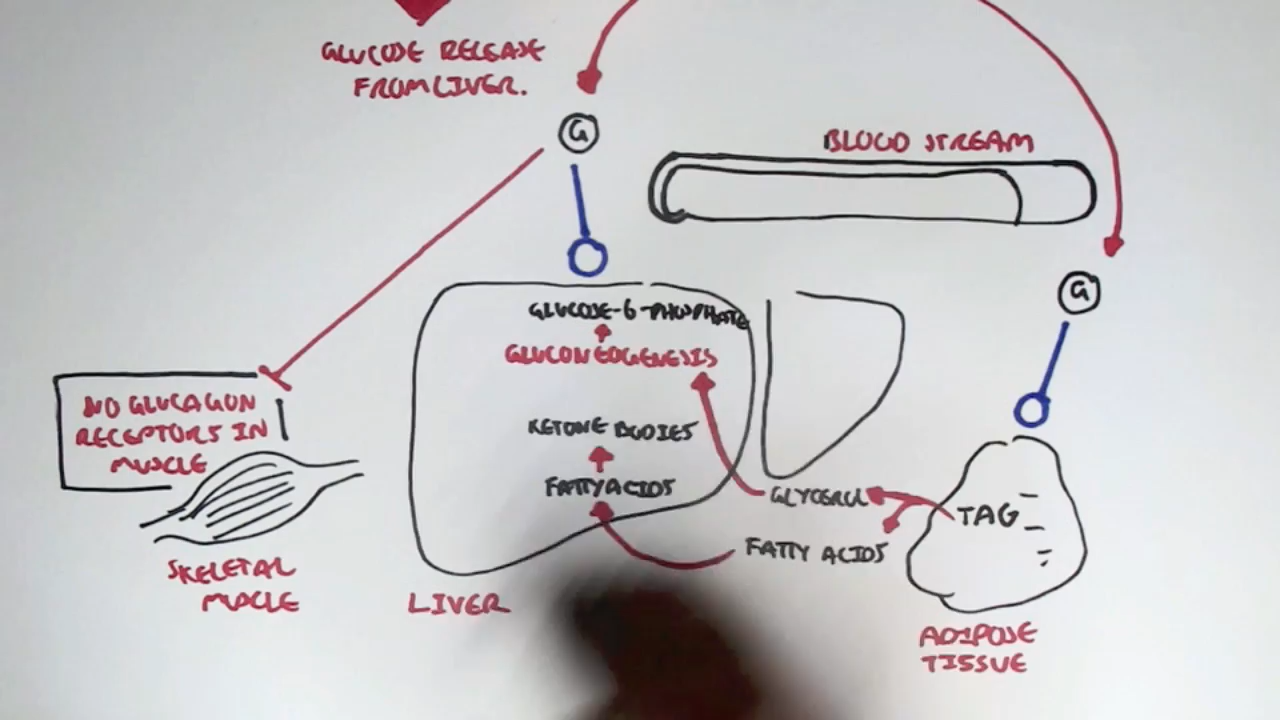 GLUCOSE RELEASE
FROM LIVER.
G
BLOOD STREAM
G
GLUCOSE-6-PHOSPHATE
GLUCONEOGENESIS
NO GLUCAGON
RECEPTORS IN
MUSCLE
KETONE BODIES
FATTY ACIDS
GLYCEROL
TAG
FATTY ACIDS
SKELETAL
MUCLE
LIVER
ADIPOSE
TISSUE